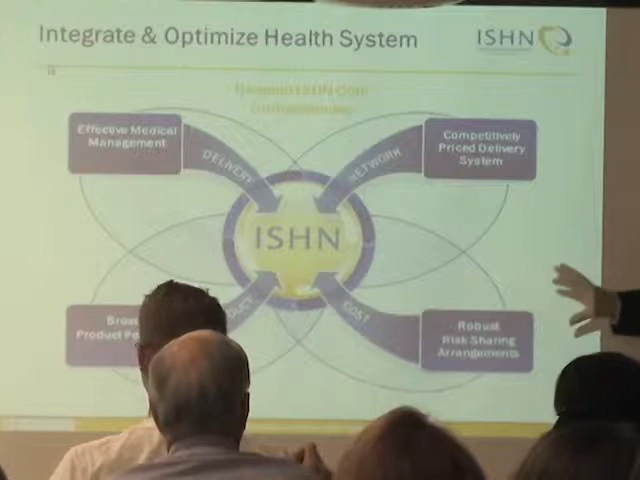 Integrate & Optimize Health System
ISHN
Effective Medical
Management
DELIVERY
NETWORK
Competitively
Priced Delivery
System
ISHN
Product
COST
Robust
Risk Sharing
Arrangements